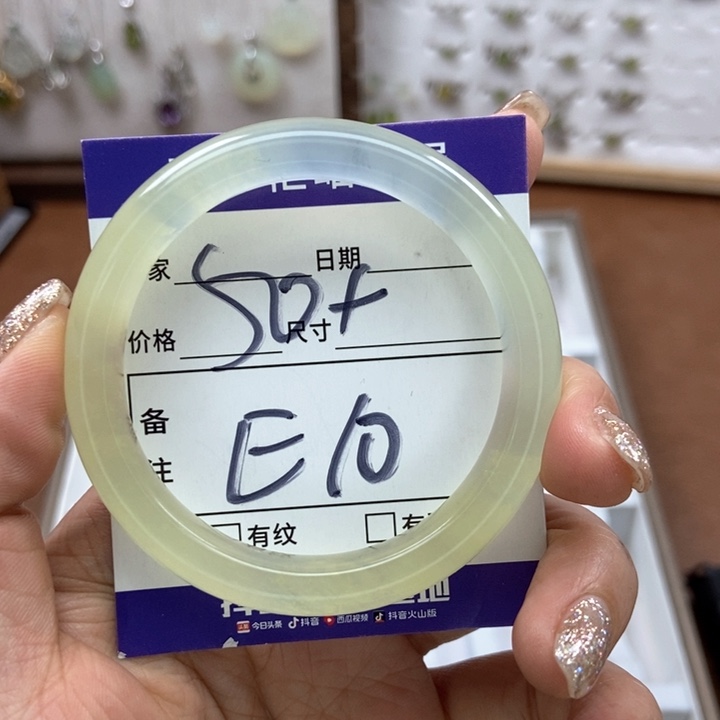 家 日期
50+
价格 尺寸
备
注
E10
有纹 有
今日头条 抖音 西瓜视频 抖音火山版